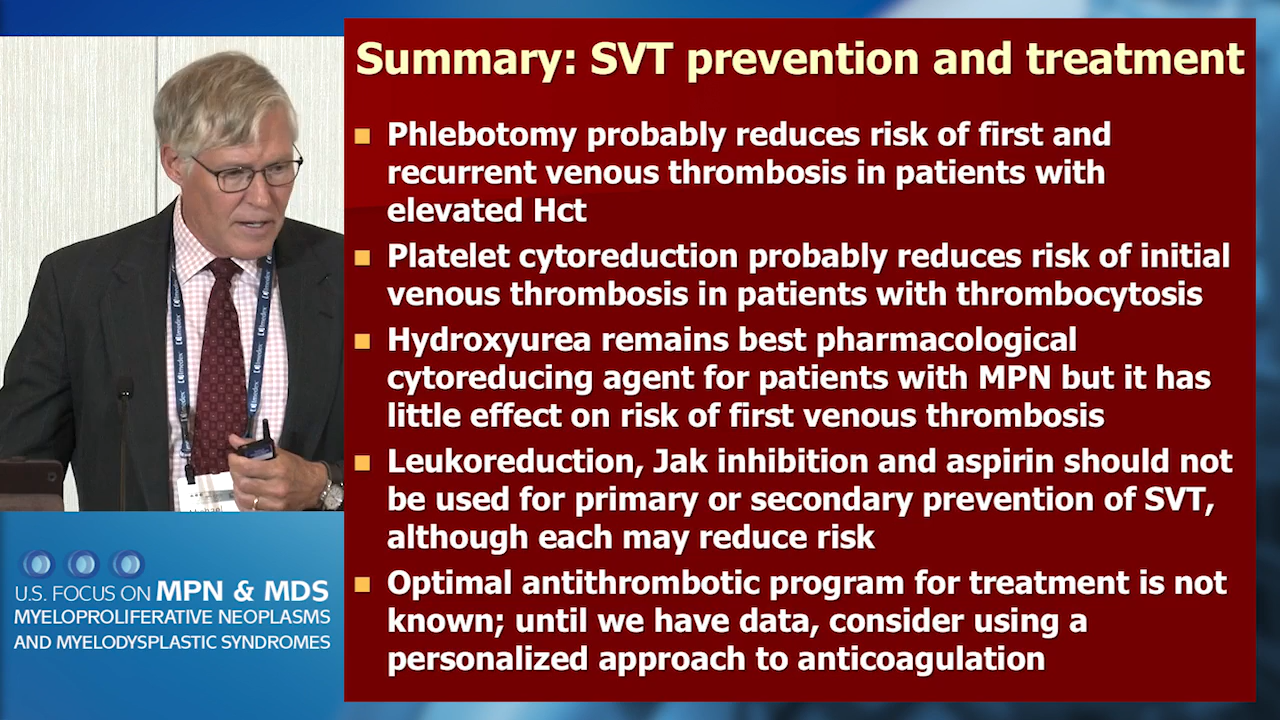 Summary: SVT prevention and treatment
Phlebotomy probably reduces risk of first and
recurrent venous thrombosis in patients with
elevated Hct
Platelet cytoreduction probably reduces risk of initial
venous thrombosis in patients with thrombocytosis
Hydroxyurea remains best pharmacological
cytoreducing agent for patients with MPN but it has
little effect on risk of first venous thrombosis
Leukoreduction, Jak inhibition and aspirin should not
be used for primary or secondary prevention of SVT,
although each may reduce risk
Optimal antithrombotic program for treatment is not
known; until we have data, consider using a
personalized approach to anticoagulation
imedex
imedex
imedex
U.S. FOCUS ON MPN & MDS
MYELOPROLIFERATIVE NEOPLASMS
AND MYELODYSPLASTIC SYNDROMES